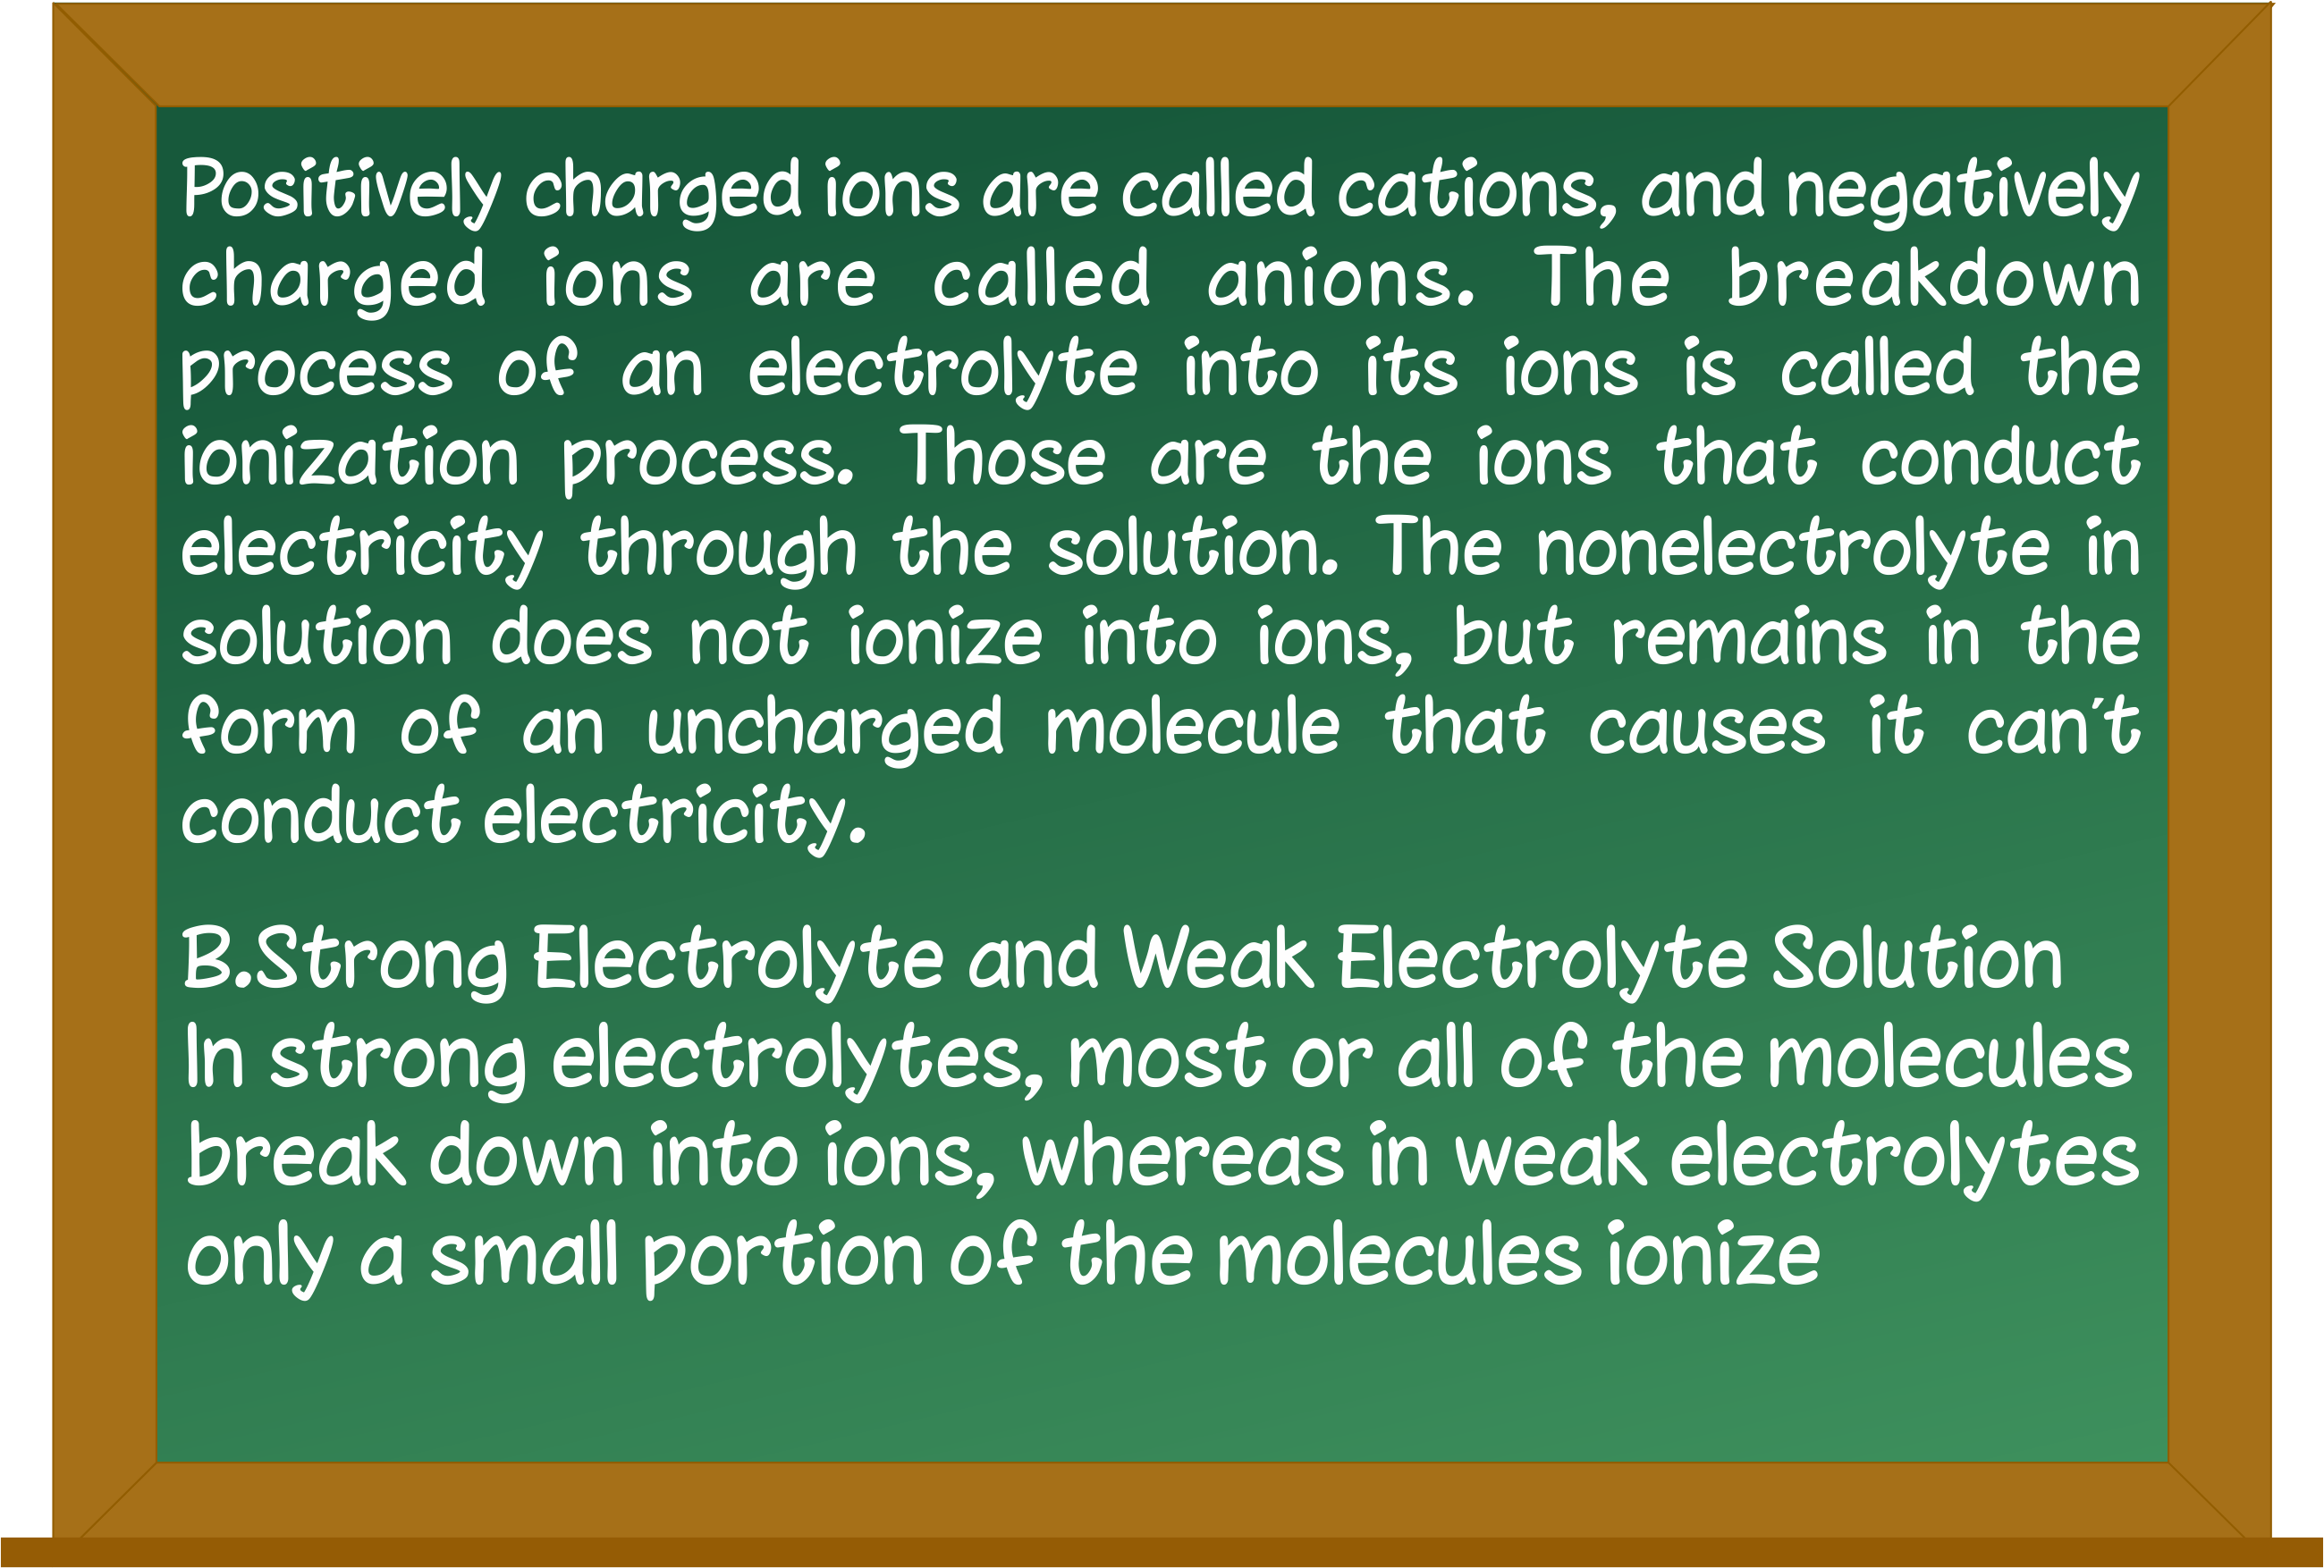 Positively charged ions are called cations, and negatively
charged ions are called anions. The breakdown
process of an electrolyte into its ions is called the
ionization process. Those are the ions that conduct
electricity through the solution. The nonelectrolyte in
solution does not ionize into ions, but remains in the
form of an uncharged molecule that causes it can't
conduct electricity.
B.Strong Electrolyte and Weak Electrolyte Solution
In strong electrolytes, most or all of the molecules
break down into ions, whereas in weak electrolytes
only a small portion of the molecules ionize